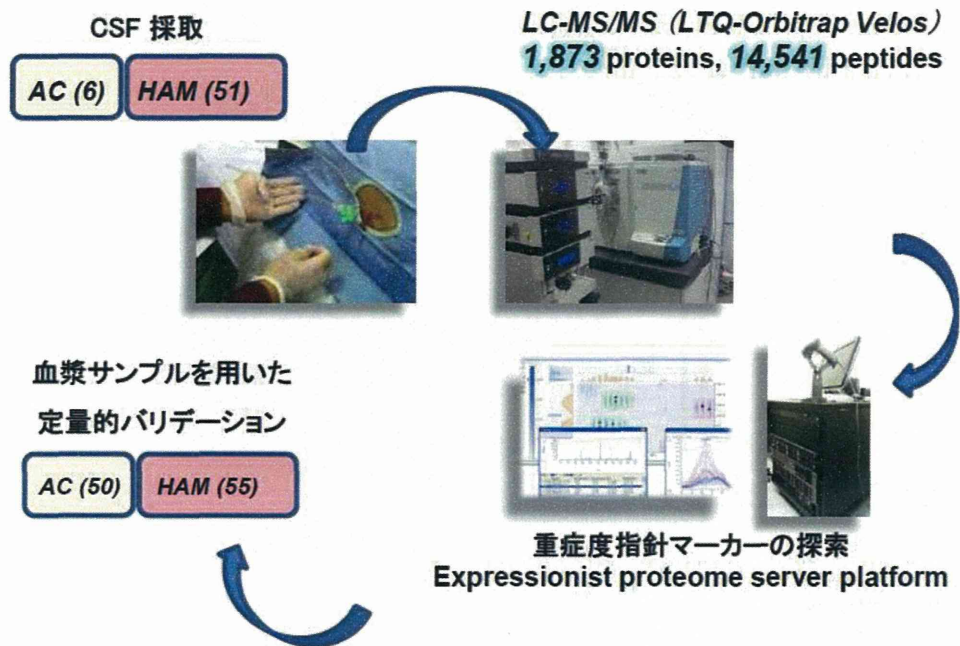 CSF 採取
AC (6) HAM (51)
LC-MS/MS (LTQ-Orbitrap Velos)
1,873 proteins, 14,541 peptides
血漿サンプルを用いた
定量的バリデーション
AC (50) HAM (55)
重症度指針マーカーの探索
Expressionist proteome server platform